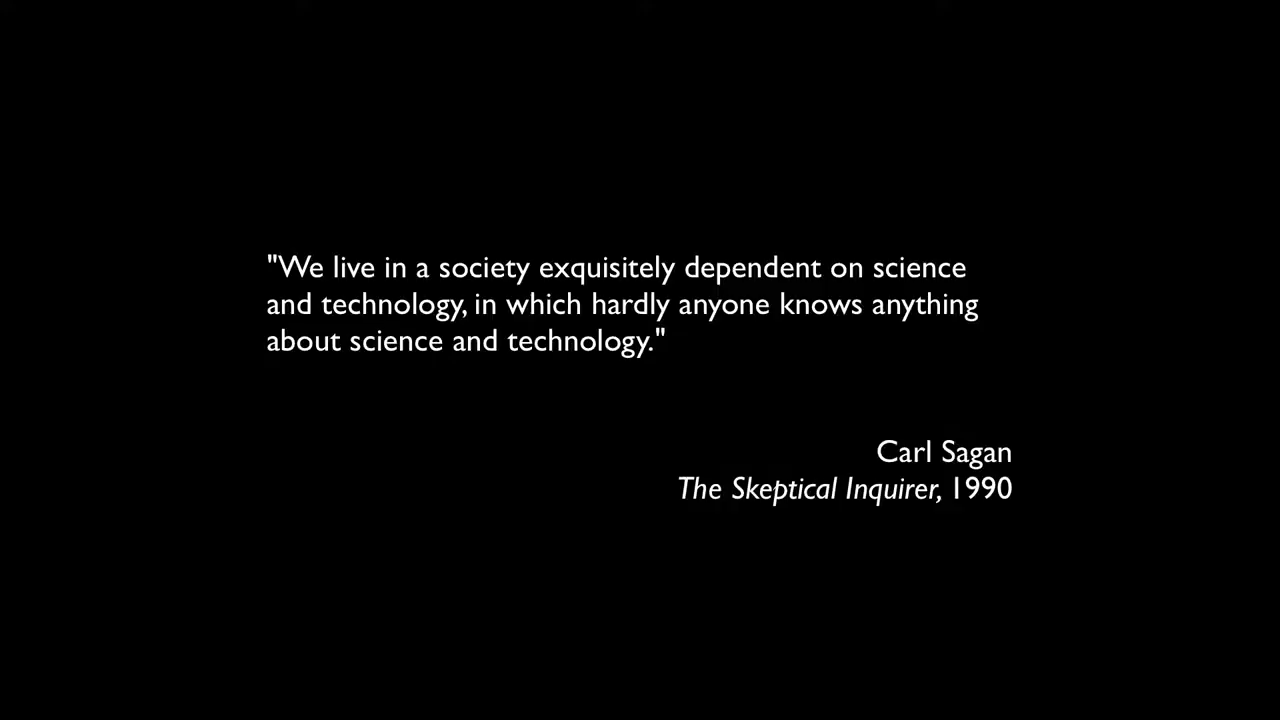 "We live in a society exquisitely dependent on science
and technology, in which hardly anyone knows anything
about science and technology."
Carl Sagan
The Skeptical Inquirer, 1990